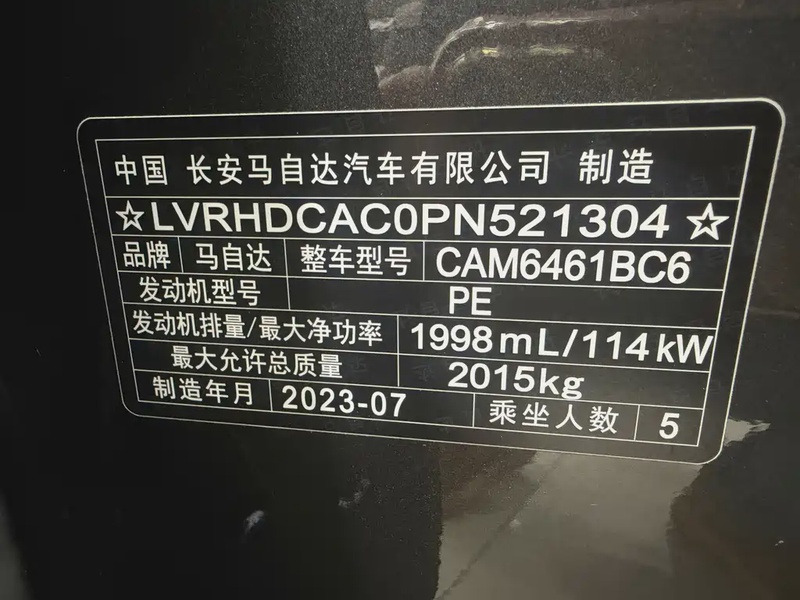 中国 长安马自达汽车有限公司 制造
☆LVRHDCAC0PN521304☆
品牌 马自达 整车型号 CAM6461BC6
发动机型号 PE
发动机排量/最大净功率 1998mL/114kW
最大允许总质量 2015kg
制造年月 2023-07 乘坐人数 5